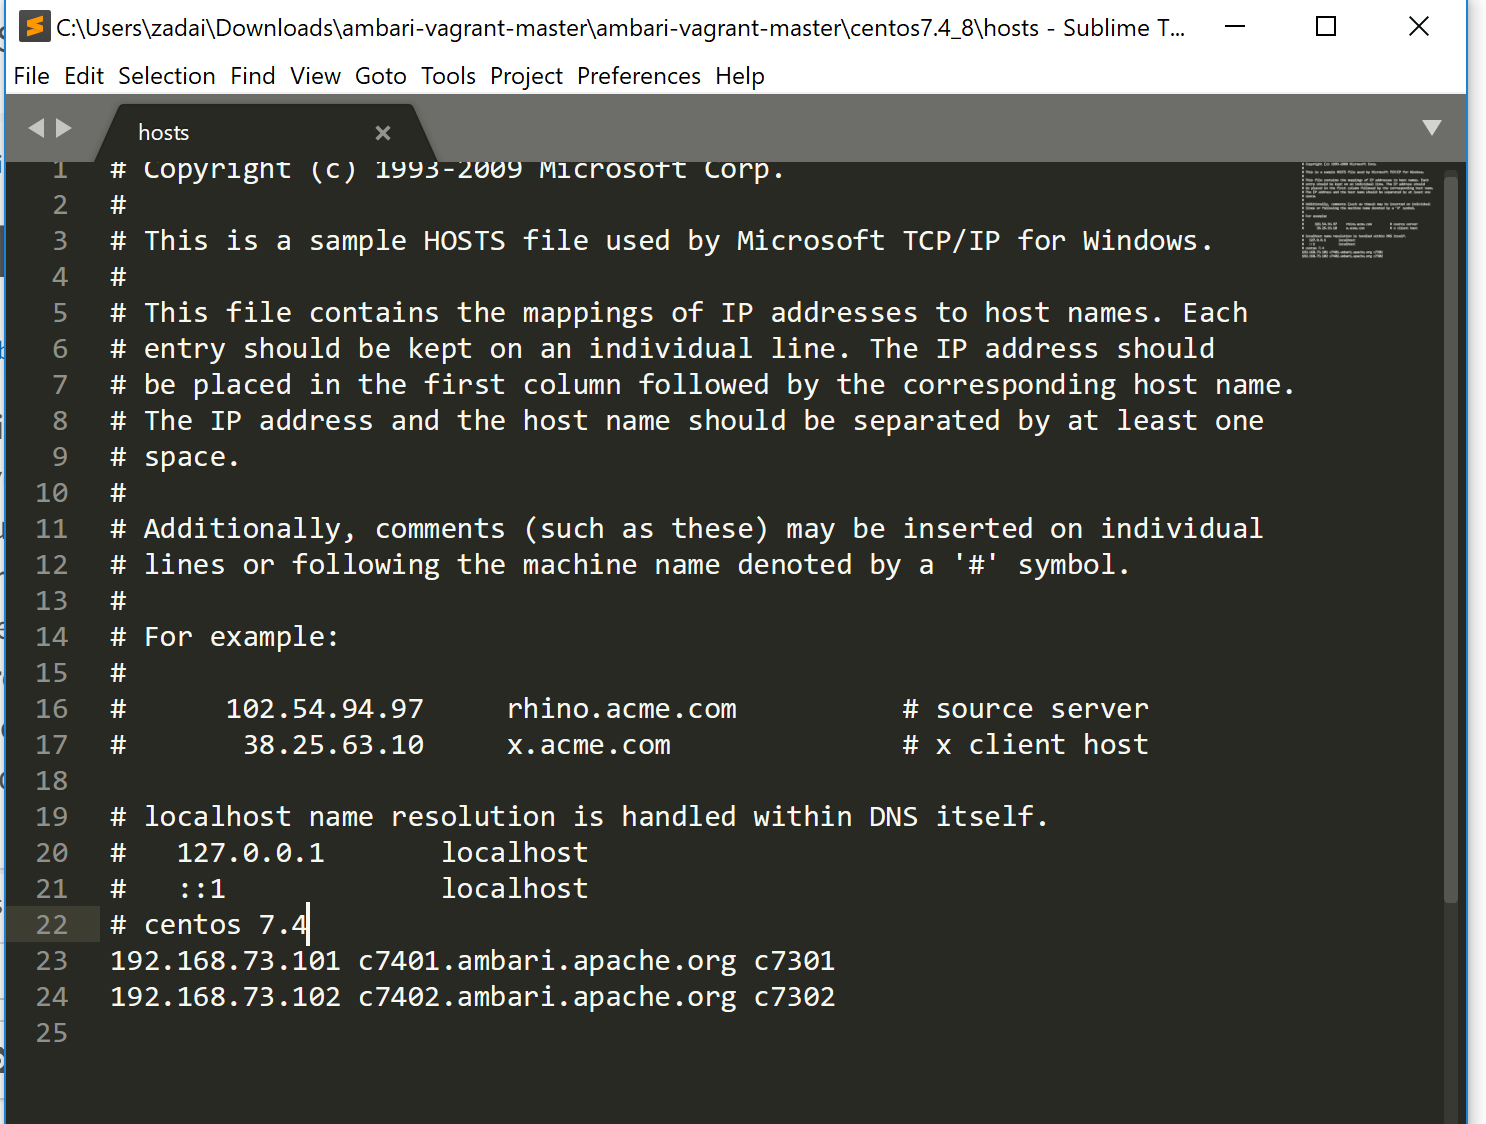 C:\Users\zadai\Downloads\ambari-vagrant-master\ambari-vagrant-master\centos7.4_8\hosts - Sublime T...
File Edit Selection Find View Goto Tools Project Preferences Help
hosts
1 # Copyright (c) 1993-2009 Microsoft Corp.
2 #
3 # This is a sample HOSTS file used by Microsoft TCP/IP for Windows.
4 #
5 # This file contains the mappings of IP addresses to host names. Each
6 # entry should be kept on an individual line. The IP address should
7 # be placed in the first column followed by the corresponding host name.
8 # The IP address and the host name should be separated by at least one
9 # space.
10 #
11 # Additionally, comments (such as these) may be inserted on individual
12 # lines or following the machine name denoted by a '#' symbol.
13 #
14 # For example:
15 #
16 #      102.54.94.97     rhino.acme.com          # source server
17 #       38.25.63.10     x.acme.com              # x client host
18
19 # localhost name resolution is handled within DNS itself.
20 #   127.0.0.1       localhost
21 #   ::1             localhost
22 # centos 7.4
23 192.168.73.101 c7401.ambari.apache.org c7301
24 192.168.73.102 c7402.ambari.apache.org c7302
25